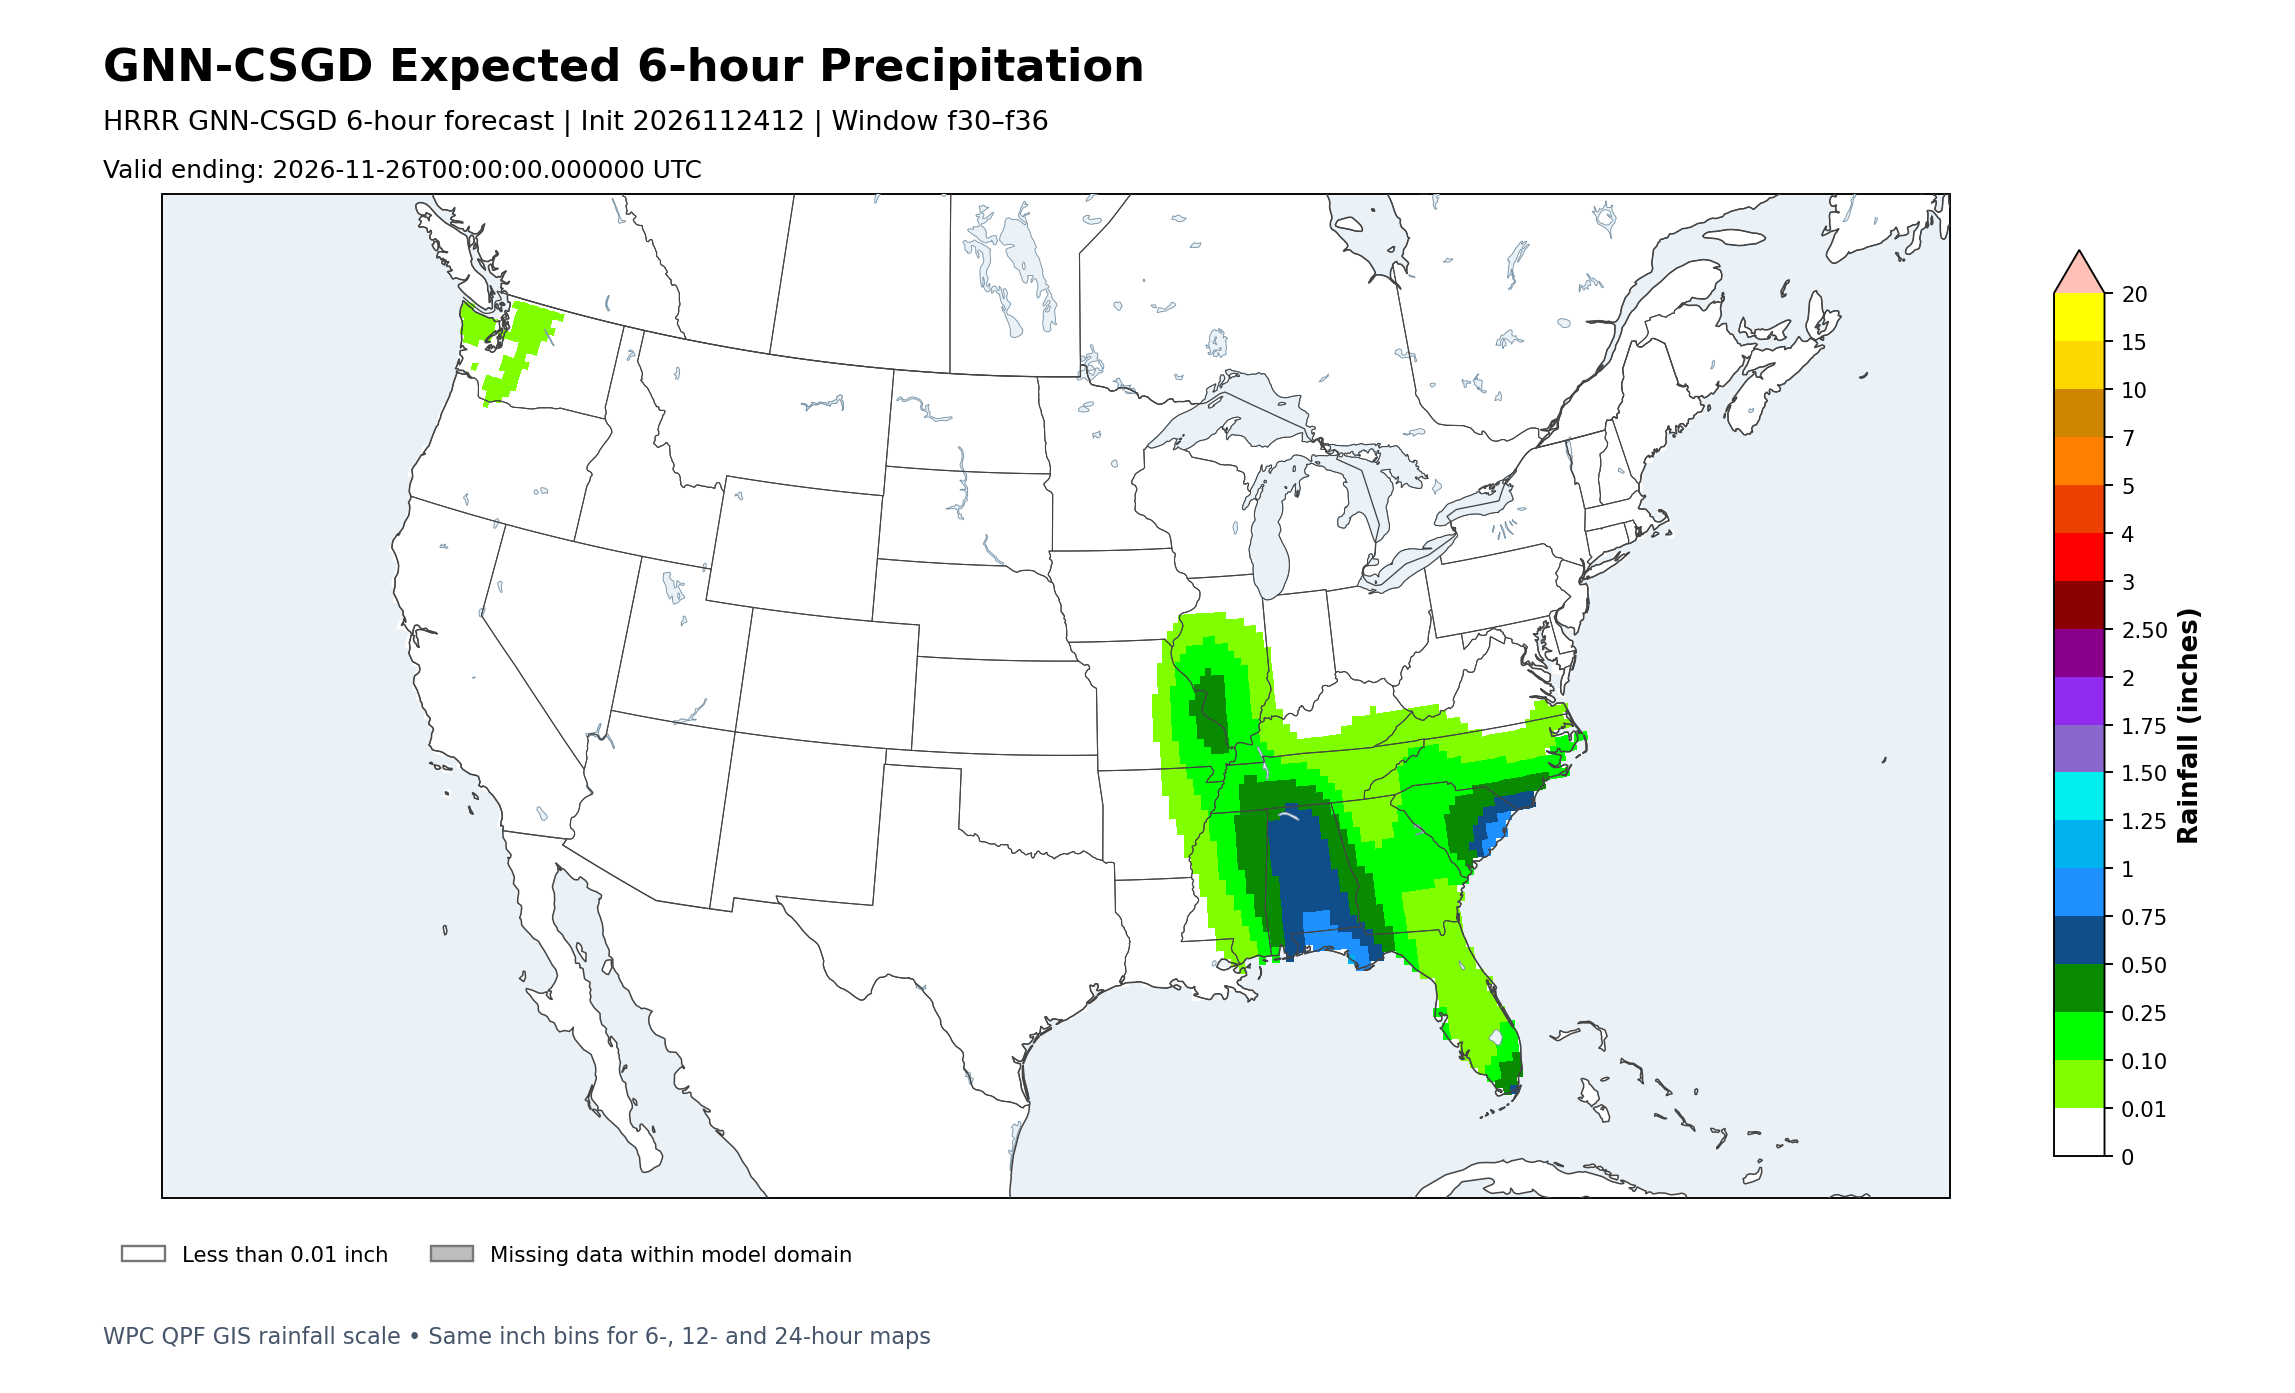 GNN-CSGD Expected 6-hour Precipitation
HRRR GNN-CSGD 6-hour forecast | Init 2026112412 | Window f30–f36
Valid ending: 2026-11-26T00:00:00.000000 UTC
20
15
10
7
5
4
3
2.50
2
1.75
1.50
1.25
1
0.75
0.50
0.25
0.10
0.01
0
Rainfall (inches)
Less than 0.01 inch
Missing data within model domain
WPC QPF GIS rainfall scale • Same inch bins for 6-, 12- and 24-hour maps